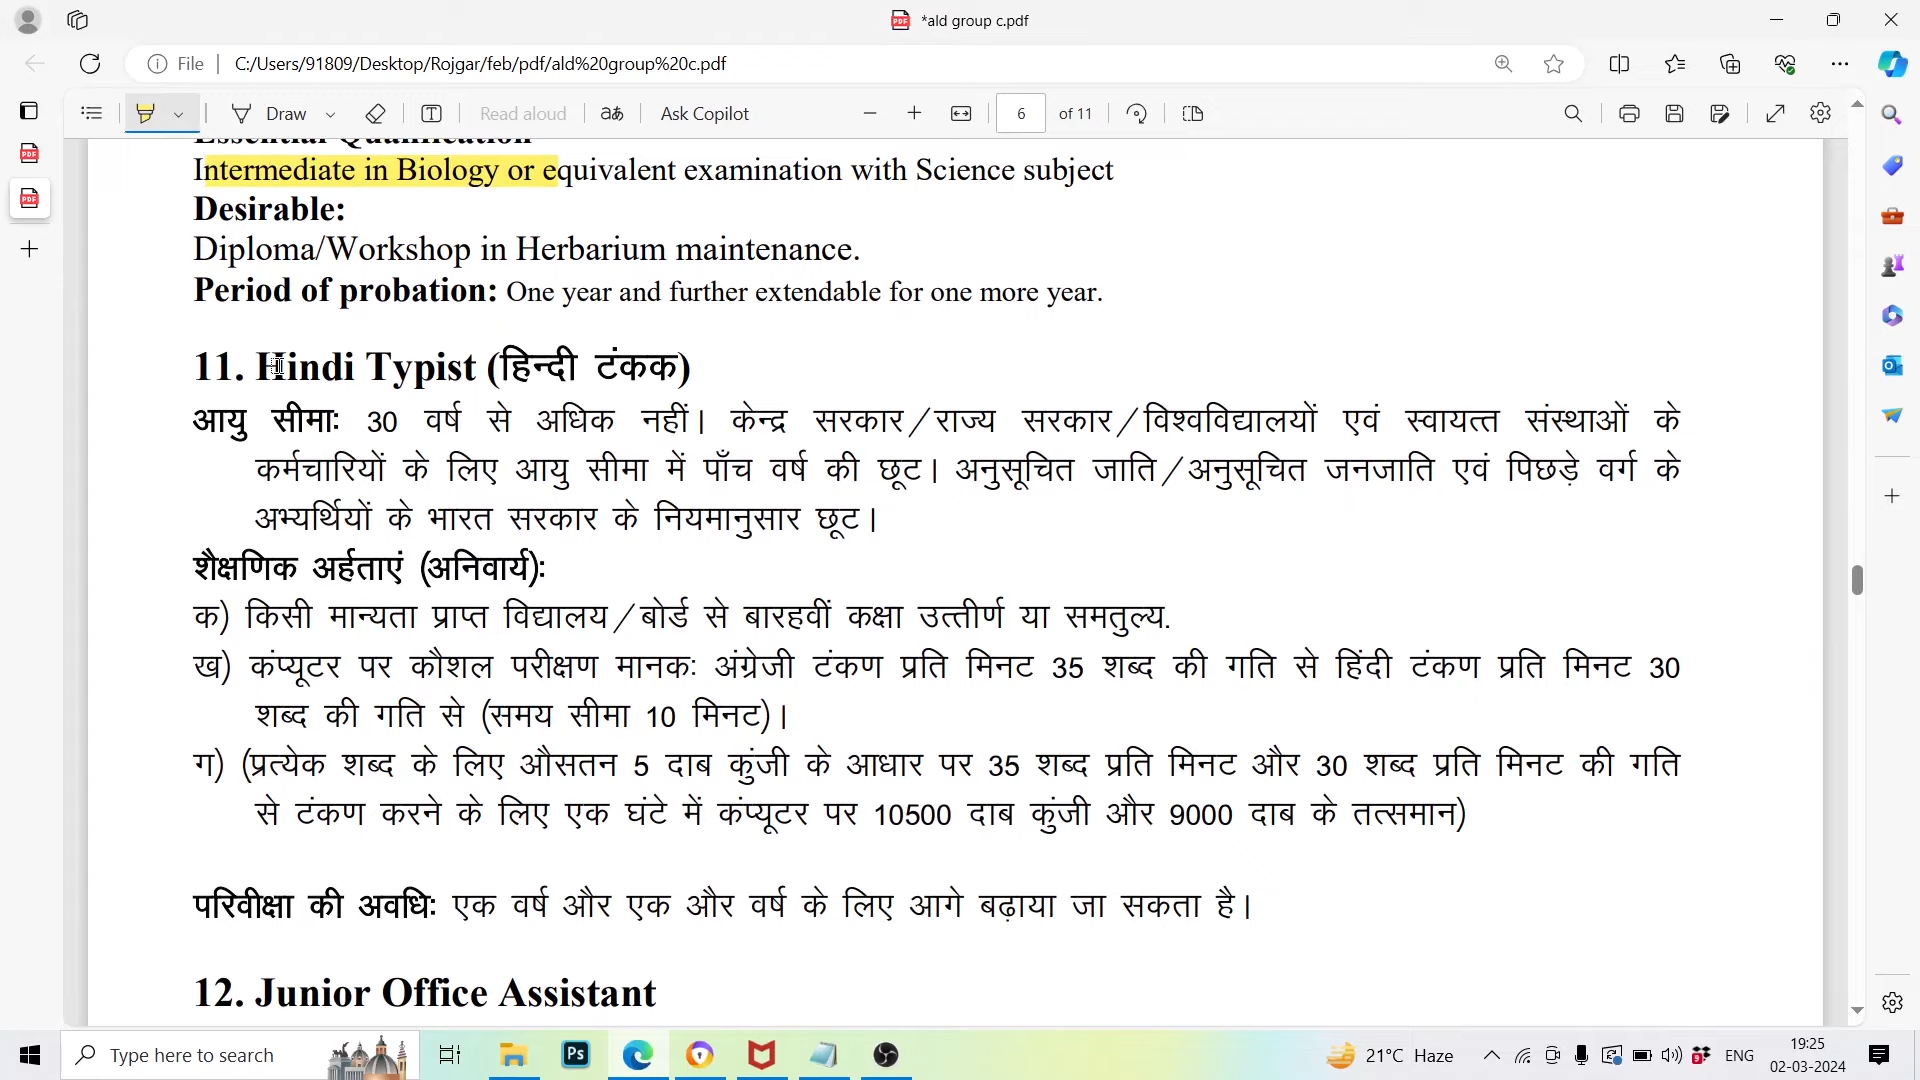 *ald group c.pdf
File
C:/Users/91809/Desktop/Rojgar/feb/pdf/ald%20group%20c.pdf
Draw
Read aloud
aあ
Ask Copilot
6
of 11
Essential Qualification
Intermediate in Biology or equivalent examination with Science subject
Desirable:
Diploma/Workshop in Herbarium maintenance.
Period of probation: One year and further extendable for one more year.
11. Hindi Typist (हिन्दी टंकक)
आयु सीमाः 30 वर्ष से अधिक नहीं। केन्द्र सरकार/राज्य सरकार/विश्वविद्यालयों एवं स्वायत्त संस्थाओं के
कर्मचारियों के लिए आयु सीमा में पाँच वर्ष की छूट। अनुसूचित जाति/अनुसूचित जनजाति एवं पिछड़े वर्ग के
अभ्यर्थियों के भारत सरकार के नियमानुसार छूट।
शैक्षणिक अर्हताएं (अनिवार्य):
क) किसी मान्यता प्राप्त विद्यालय/बोर्ड से बारहवीं कक्षा उत्तीर्ण या समतुल्य.
ख) कंप्यूटर पर कौशल परीक्षण मानकः अंग्रेजी टंकण प्रति मिनट 35 शब्द की गति से हिंदी टंकण प्रति मिनट 30
शब्द की गति से (समय सीमा 10 मिनट)।
ग) (प्रत्येक शब्द के लिए औसतन 5 दाब कुंजी के आधार पर 35 शब्द प्रति मिनट और 30 शब्द प्रति मिनट की गति
से टंकण करने के लिए एक घंटे में कंप्यूटर पर 10500 दाब कुंजी और 9000 दाब के तत्समान)
परिवीक्षा की अवधिः एक वर्ष और एक और वर्ष के लिए आगे बढ़ाया जा सकता है।
12. Junior Office Assistant
Type here to search
Ps
21°C Haze
ENG
19:25
02-03-2024